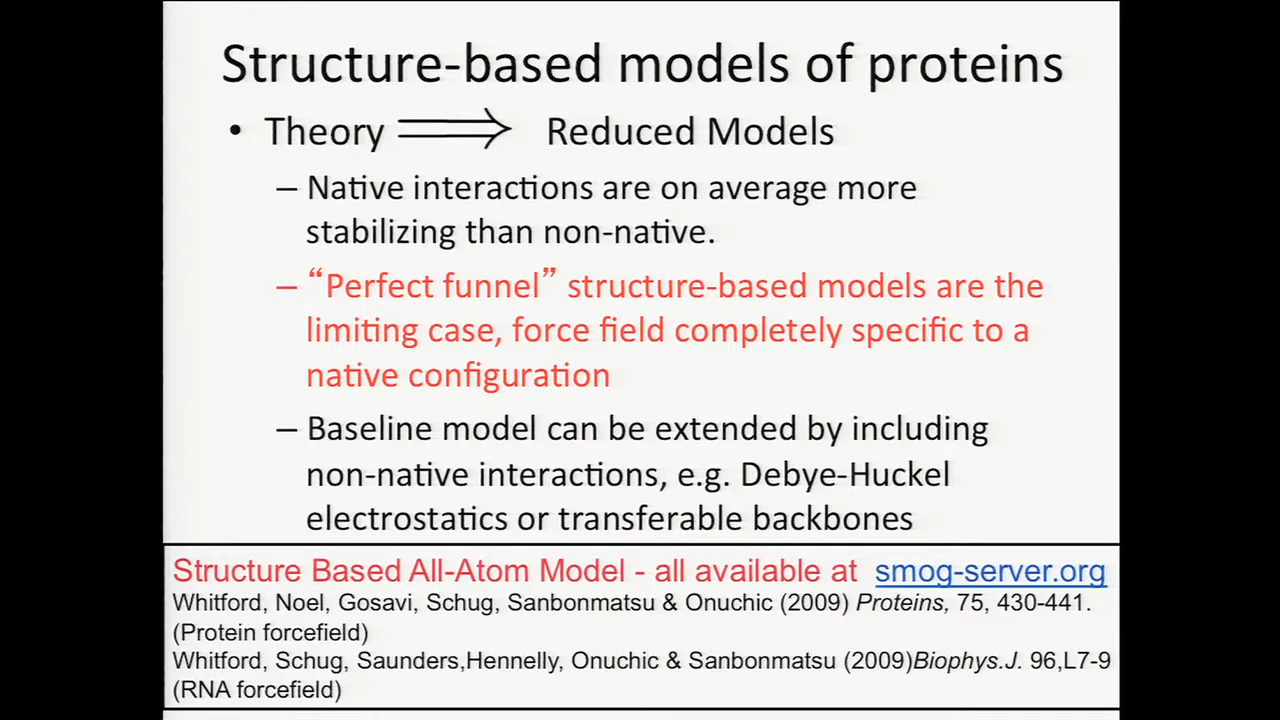 Structure-based models of proteins
• Theory ⟹ Reduced Models
– Native interactions are on average more
stabilizing than non-native.
– “Perfect funnel” structure-based models are the
limiting case, force field completely specific to a
native configuration
– Baseline model can be extended by including
non-native interactions, e.g. Debye-Huckel
electrostatics or transferable backbones
Structure Based All-Atom Model - all available at smog-server.org
Whitford, Noel, Gosavi, Schug, Sanbonmatsu & Onuchic (2009) Proteins, 75, 430-441.
(Protein forcefield)
Whitford, Schug, Saunders,Hennelly, Onuchic & Sanbonmatsu (2009)Biophys.J. 96,L7-9
(RNA forcefield)